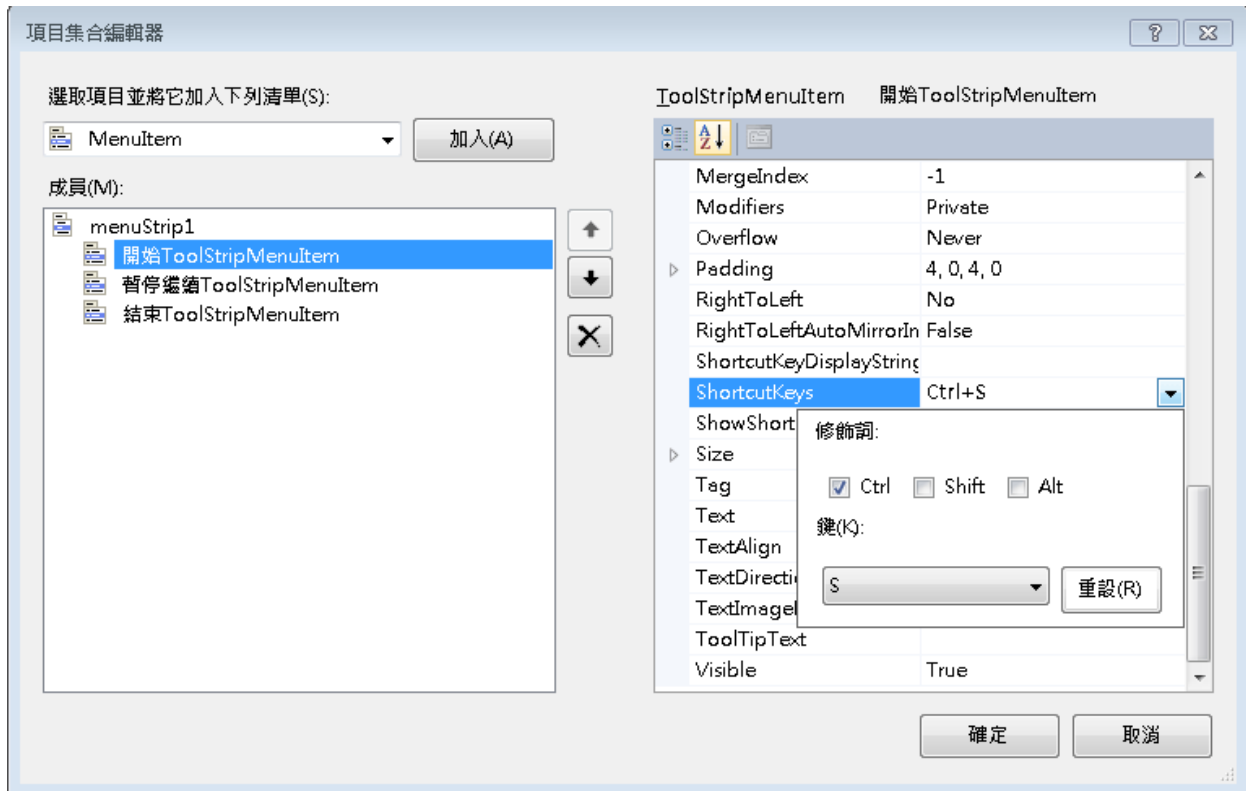 項目集合編輯器
選取項目並將它加入下列清單(S):
MenuItem
加入(A)
成員(M):
menuStrip1
開始ToolStripMenuItem
暫停繼續ToolStripMenuItem
結束ToolStripMenuItem
ToolStripMenuItem 開始ToolStripMenuItem
MergeIndex -1
Modifiers Private
Overflow Never
Padding 4, 0, 4, 0
RightToLeft No
RightToLeftAutoMirrorIn False
ShortcutKeyDisplayString
ShortcutKeys Ctrl+S
ShowShort
Size
Tag
Text
TextAlign
TextDirecti
TextImageI
ToolTipText
Visible True
修飾詞:
Ctrl Shift Alt
鍵(K):
S
重設(R)
確定
取消